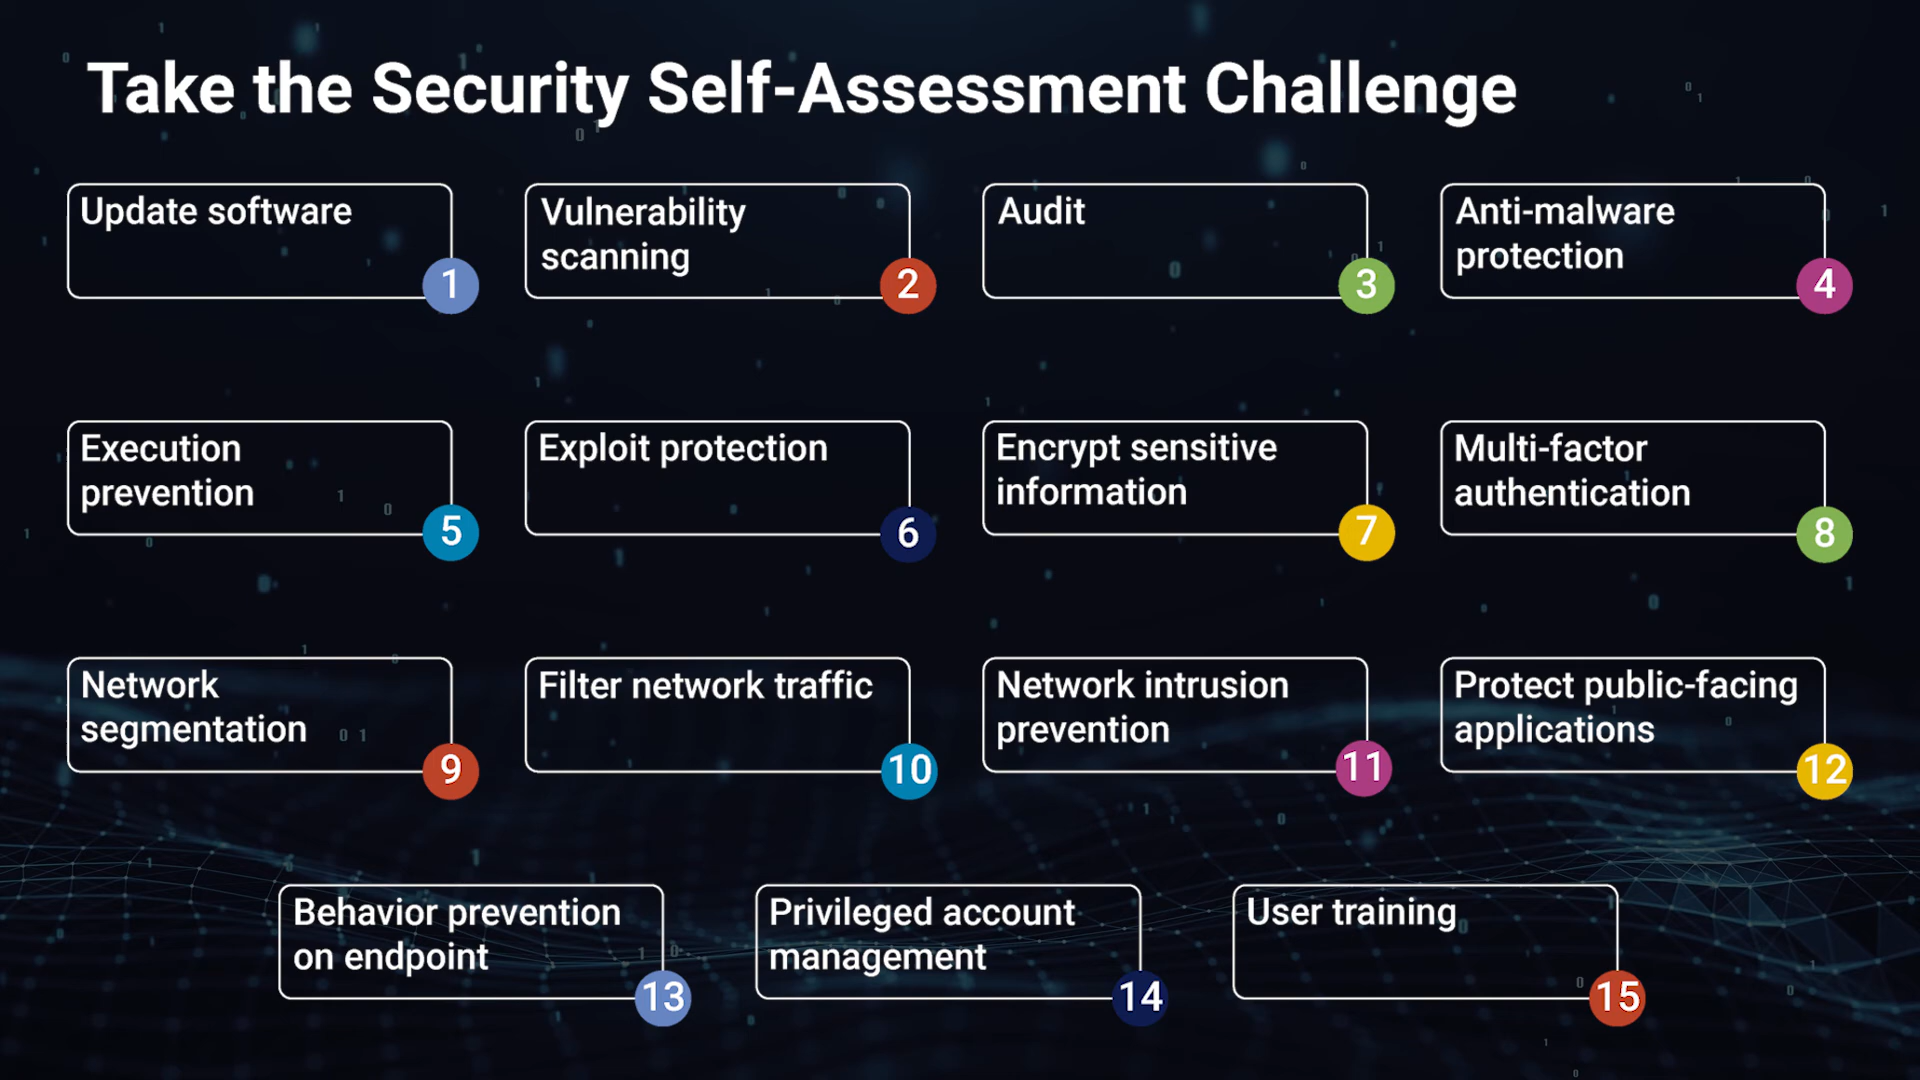 Take the Security Self-Assessment Challenge
Update software
1
Vulnerability
scanning
2
Audit
3
Anti-malware
protection
4
Execution
prevention
5
Exploit protection
6
Encrypt sensitive
information
7
Multi-factor
authentication
8
Network
segmentation
9
Filter network traffic
10
Network intrusion
prevention
11
Protect public-facing
applications
12
Behavior prevention
on endpoint
13
Privileged account
management
14
User training
15